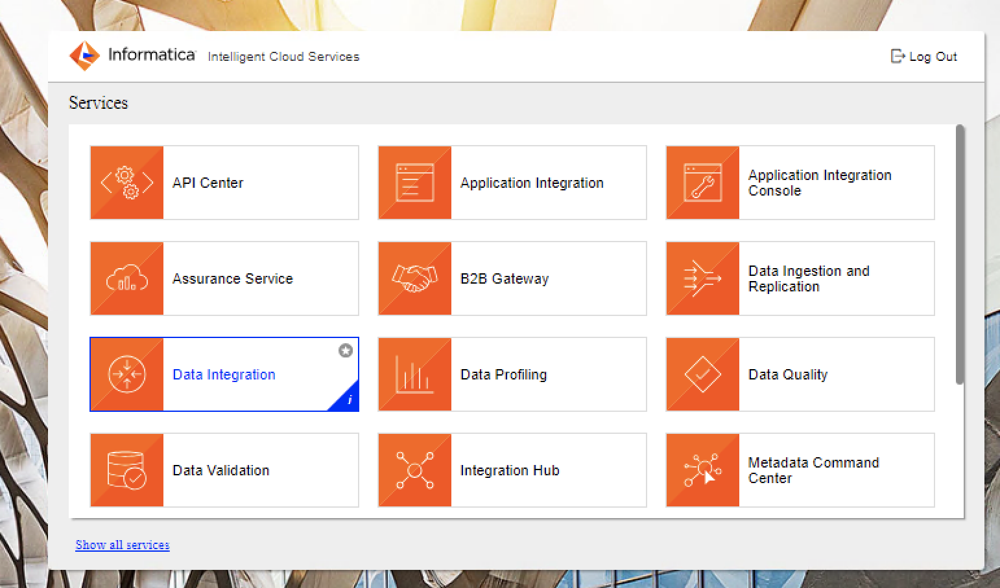 Informatica Intelligent Cloud Services
Log Out
Services
API Center
Application Integration
Application Integration
Console
Assurance Service
B2B Gateway
Data Ingestion and
Replication
Data Integration
i
Data Profiling
Data Quality
Data Validation
Integration Hub
Metadata Command
Center
Show all services